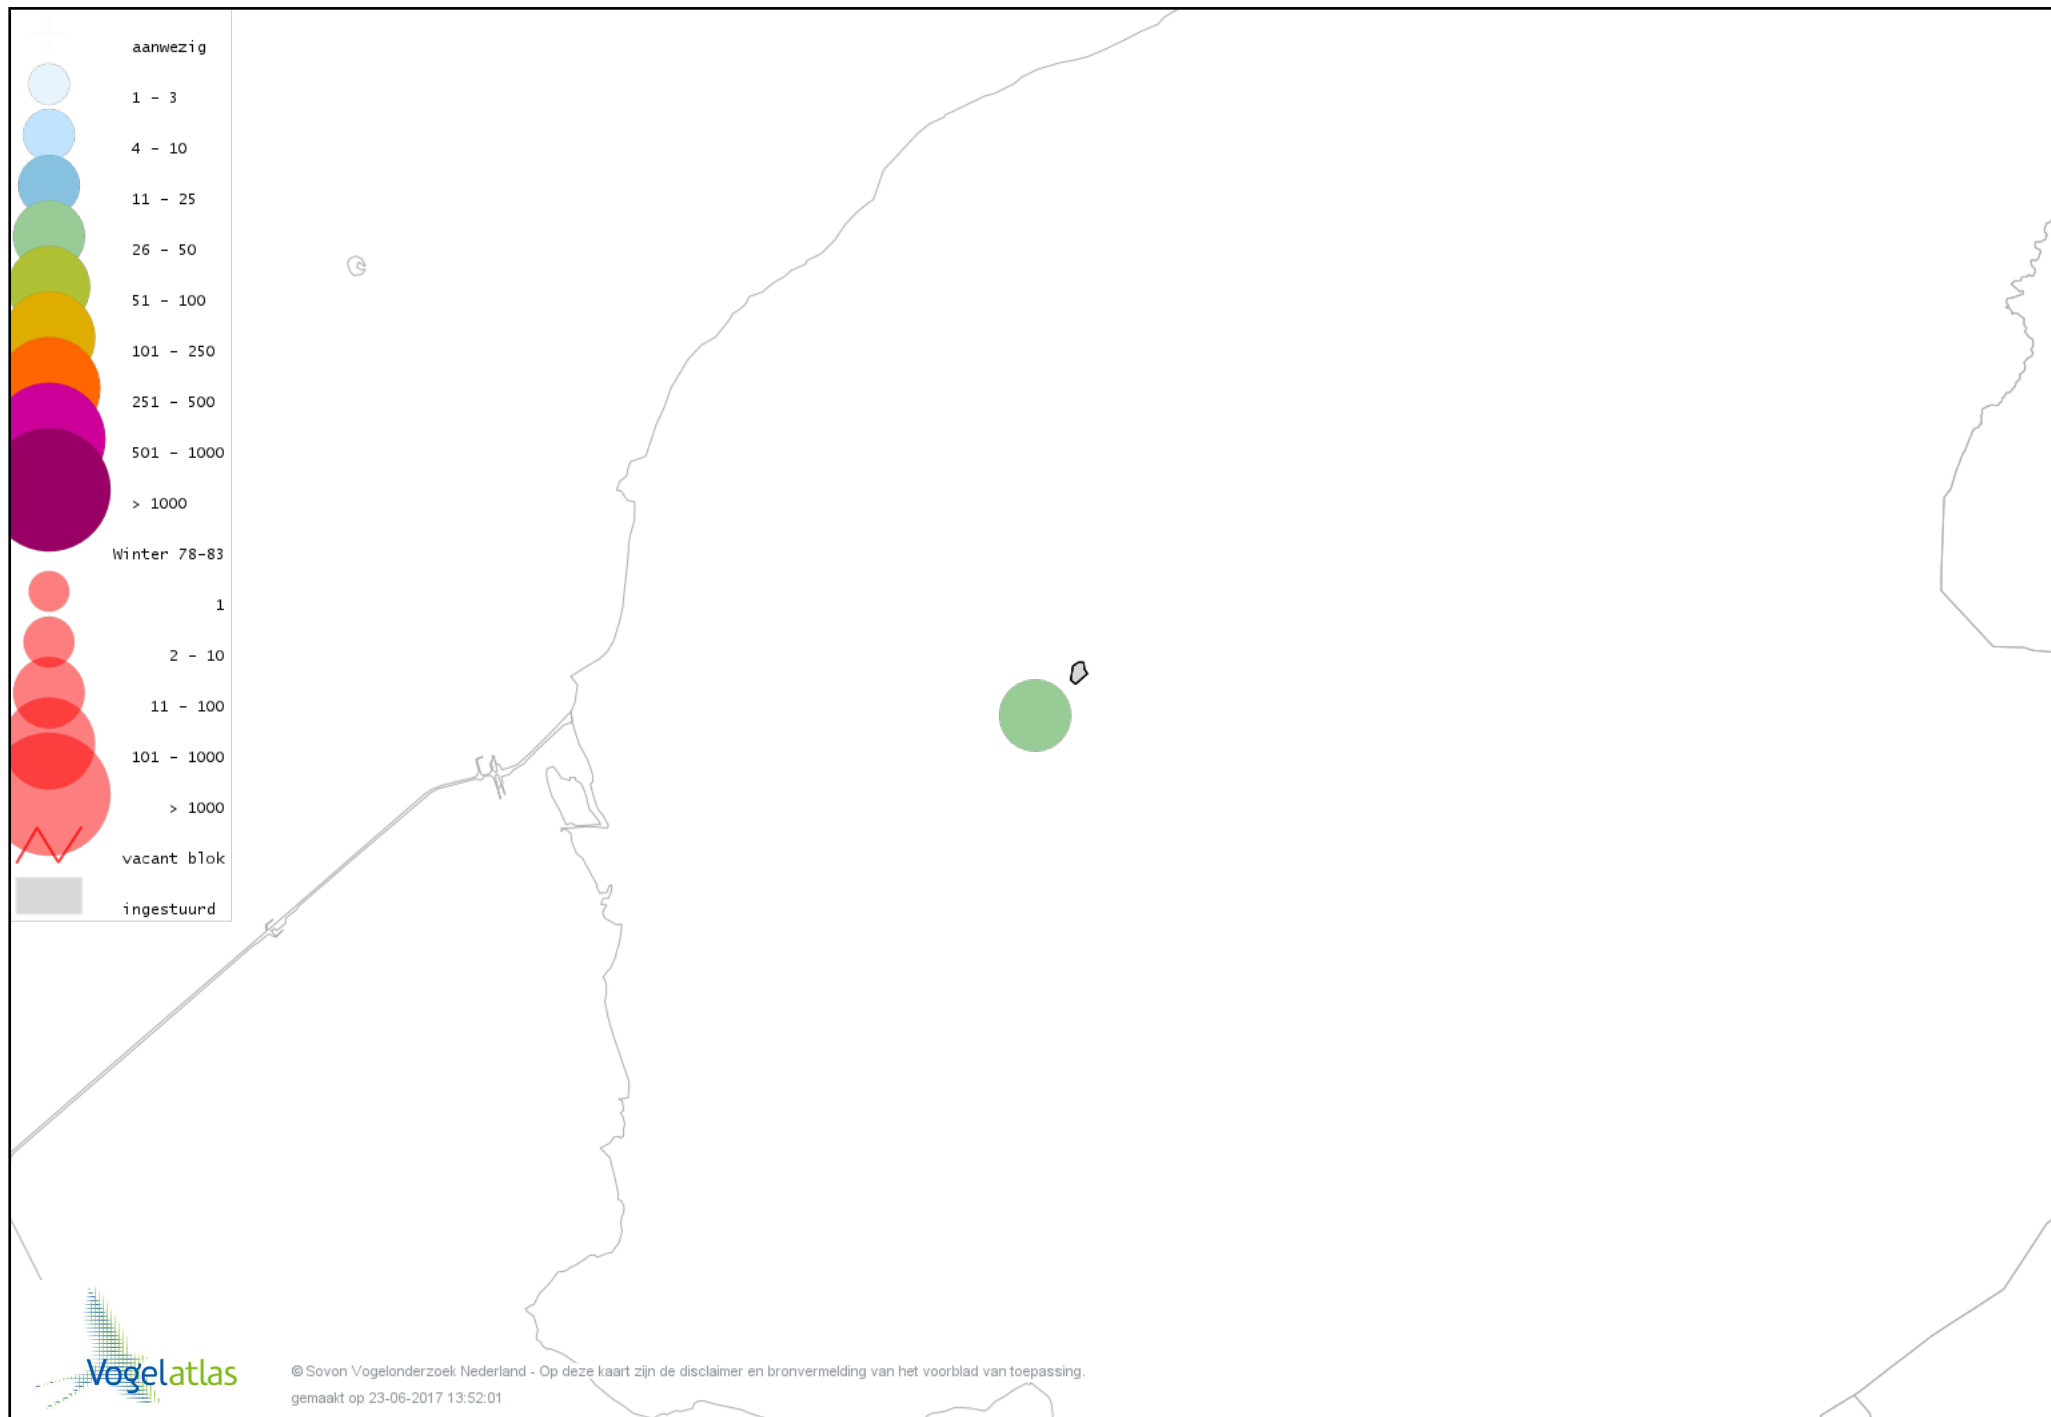 aanwezig
1 - 3
4 - 10
11 - 25
26 - 50
51 - 100
101 - 250
251 - 500
501 - 1000
> 1000
Winter 78-83
1
2 - 10
11 - 100
101 - 1000
> 1000
vacant blok
ingestuurd
Vogelatlas
© Sovon Vogelonderzoek Nederland - Op deze kaart zijn de disclaimer en bronvermelding van het voorblad van toepassing.
gemaakt op 23-06-2017 13:52:01